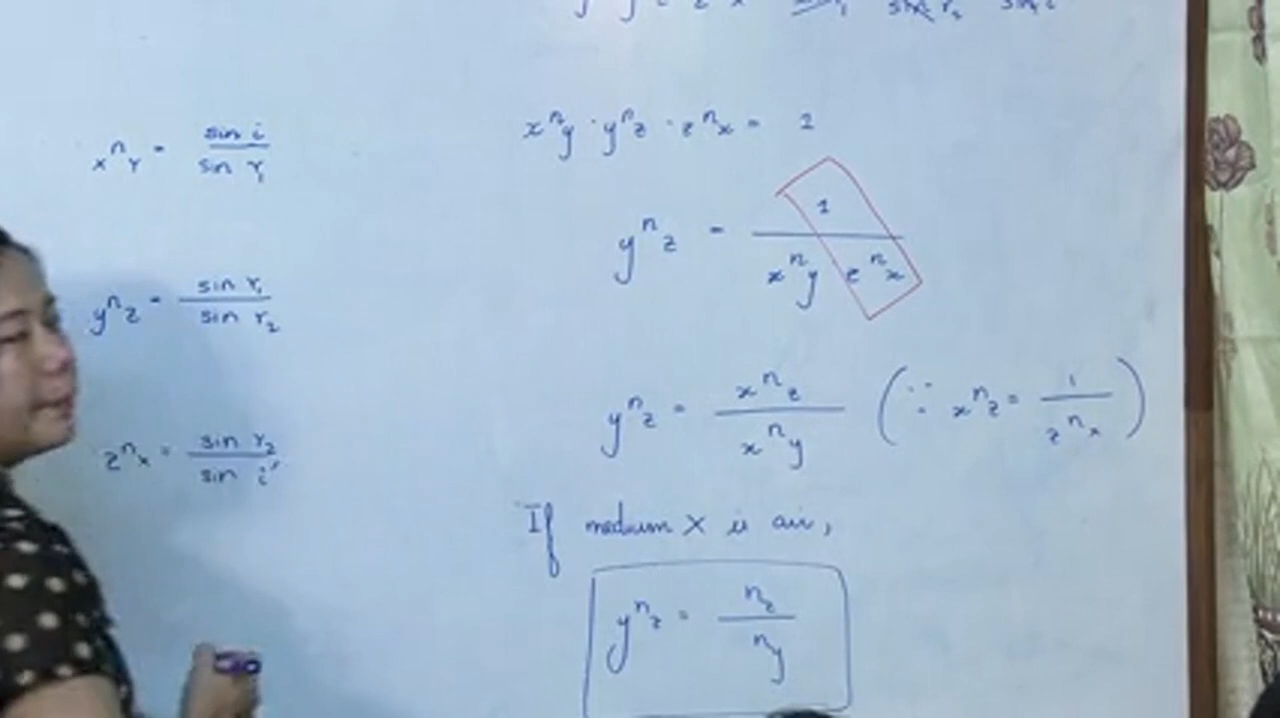 xnY = sin i / sin r1
ynz = sin r1 / sin r2
znx = sin r2 / sin i'
xny · ynz · znx = 1
ynz = 1 / xny znx
ynz = xnz / xny (∵ xnz = 1 / znx)
If medium X is air,
ynz = nz / ny